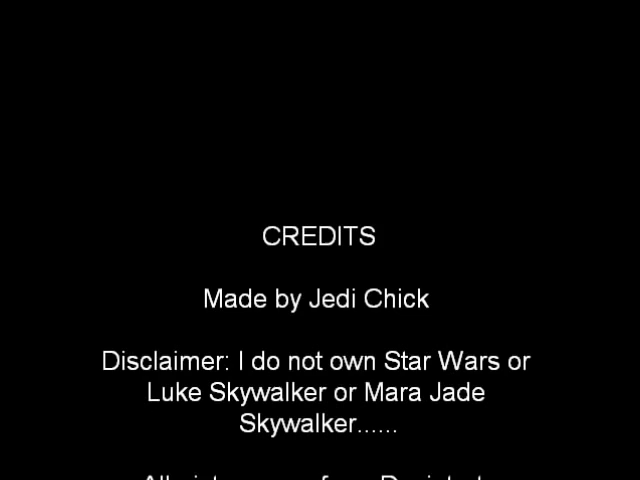 CREDITS
Made by Jedi Chick
Disclaimer: I do not own Star Wars or
Luke Skywalker or Mara Jade
Skywalker......